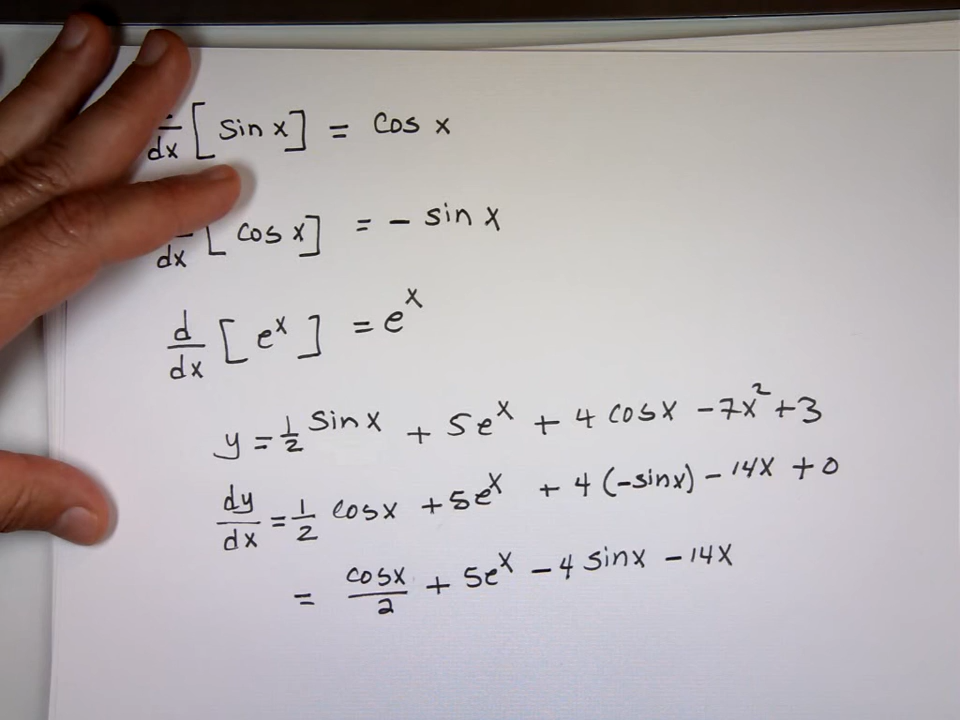 /dx [sin x] = cos x
/dx [cos x] = - sin x
d/dx [e^x] = e^x
y = 1/2 sin x + 5e^x + 4 cos x - 7x^2 + 3
dy/dx = 1/2 cos x + 5e^x + 4 (-sin x) - 14x + 0
= cos x/2 + 5e^x - 4 sin x - 14x